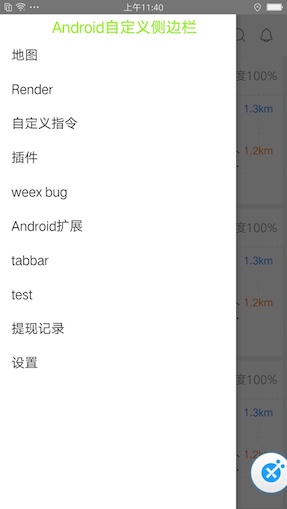 上午11:40
Android自定义侧边栏
地图
Render
度100%
自定义指令
1.3km
插件
1.2km
weex bug
Android扩展
度100%
tabbar
1.3km
test
1.2km
提现记录
设置
度100%
1.3km
1.2k